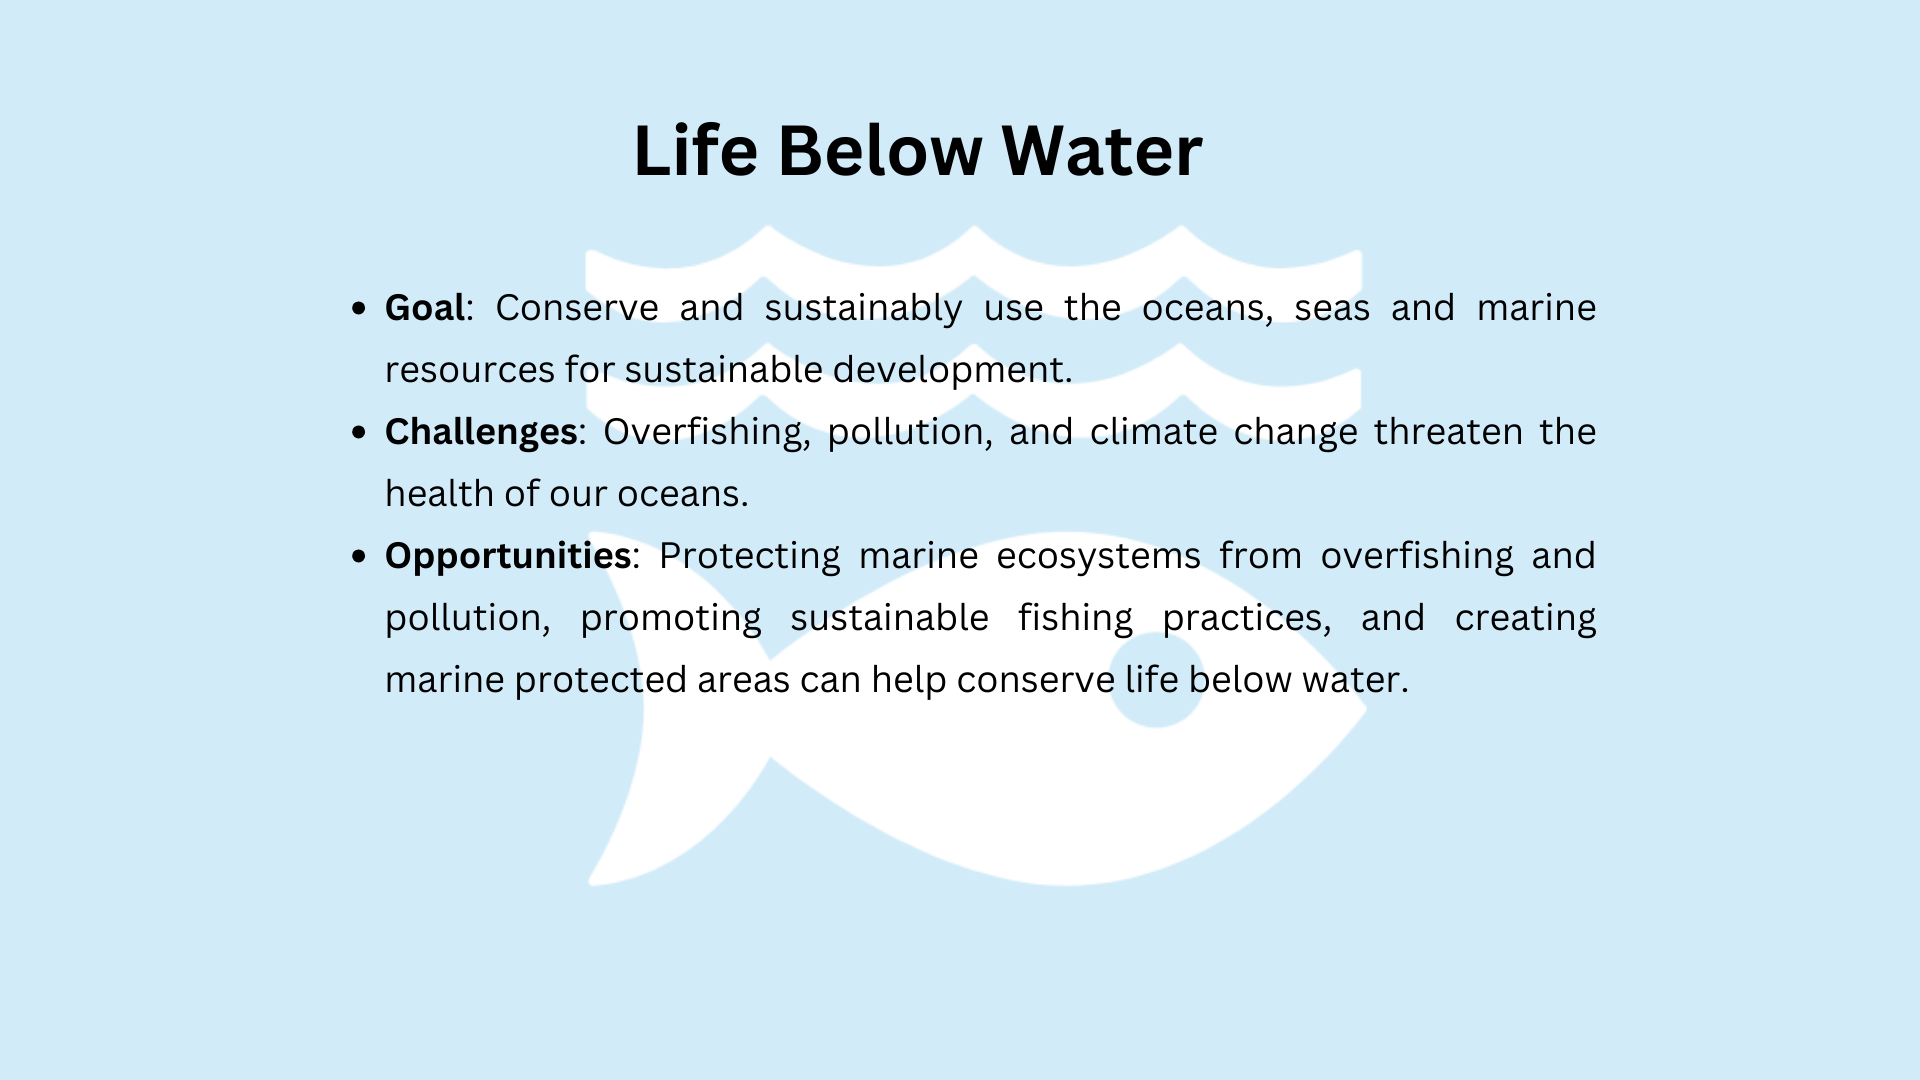 Life Below Water
• Goal: Conserve and sustainably use the oceans, seas and marine
resources for sustainable development.
• Challenges: Overfishing, pollution, and climate change threaten the
health of our oceans.
• Opportunities: Protecting marine ecosystems from overfishing and
pollution, promoting sustainable fishing practices, and creating
marine protected areas can help conserve life below water.